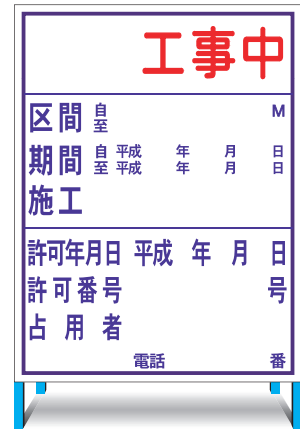 工事中
区間 自 M
至
期間 自 平成 年 月 日
至 平成 年 月 日
施工
許可年月日 平成 年 月 日
許可番号 号
占用者
電話 番